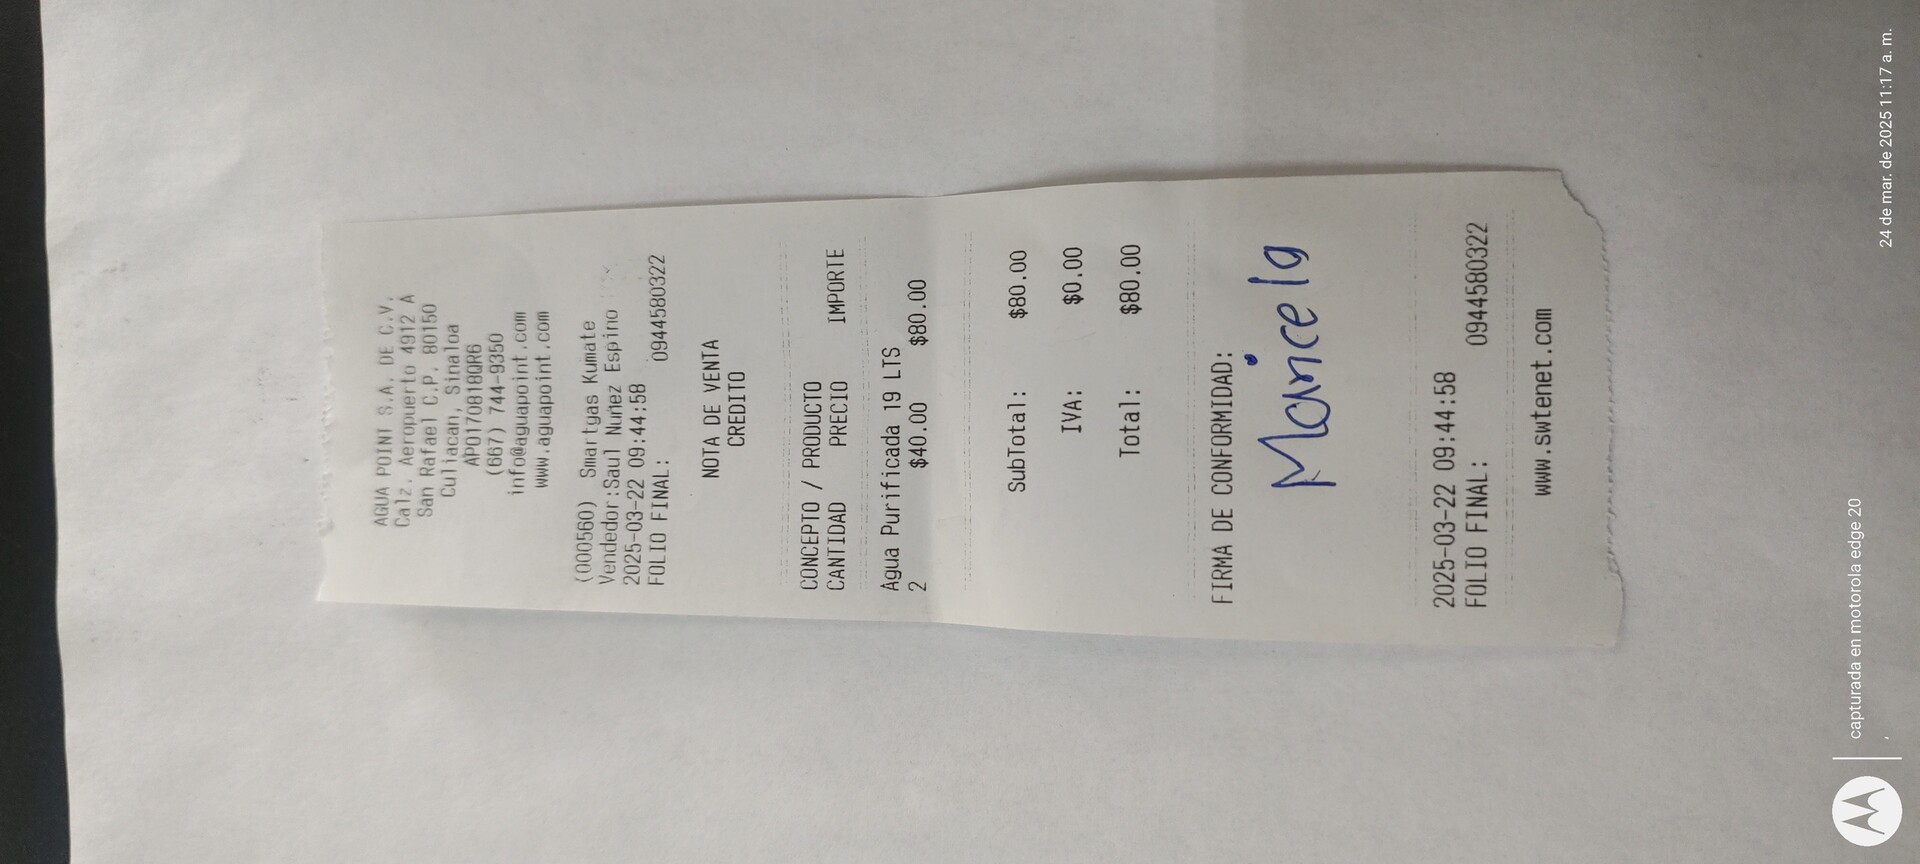 AGUA POINT S.A. DE C.V.
Calz. Aeropuerto 4912 A
San Rafael C.P. 80150
Culiacan, Sinaloa
APO170818QR6
(667) 744-9350
info@aguapoint.com
www.aguapoint.com
(000560) Smartgas Kumate
Vendedor:Saul Nuñez Espino
2025-03-22 09:44:58
FOLIO FINAL: 0944580322
NOTA DE VENTA
CREDITO
CONCEPTO / PRODUCTO
CANTIDAD PRECIO IMPORTE
Agua Purificada 19 LTS
2 $40.00 $80.00
SubTotal: $80.00
IVA: $0.00
Total: $80.00
FIRMA DE CONFORMIDAD:
Maricela
2025-03-22 09:44:58
FOLIO FINAL: 0944580322
www.swtenet.com
capturada en motorola edge 20
,
24 de mar. de 2025 11:17 a. m.